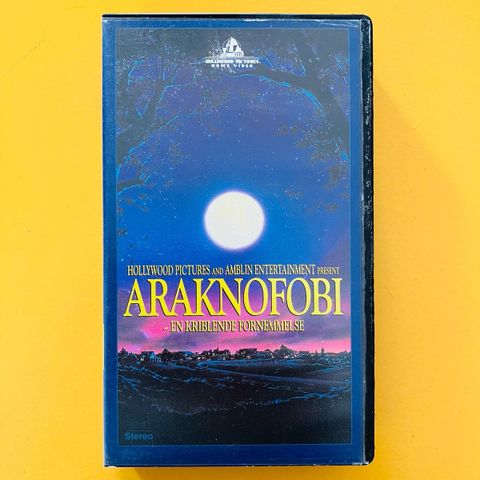 HOLLYWOOD PICTURES
HOME VIDEO
HOLLYWOOD PICTURES AND AMBLIN ENTERTAINMENT PRESENT
ARAKNOFOBI
- EN KRIBLENDE FORNEMMELSE
Stereo